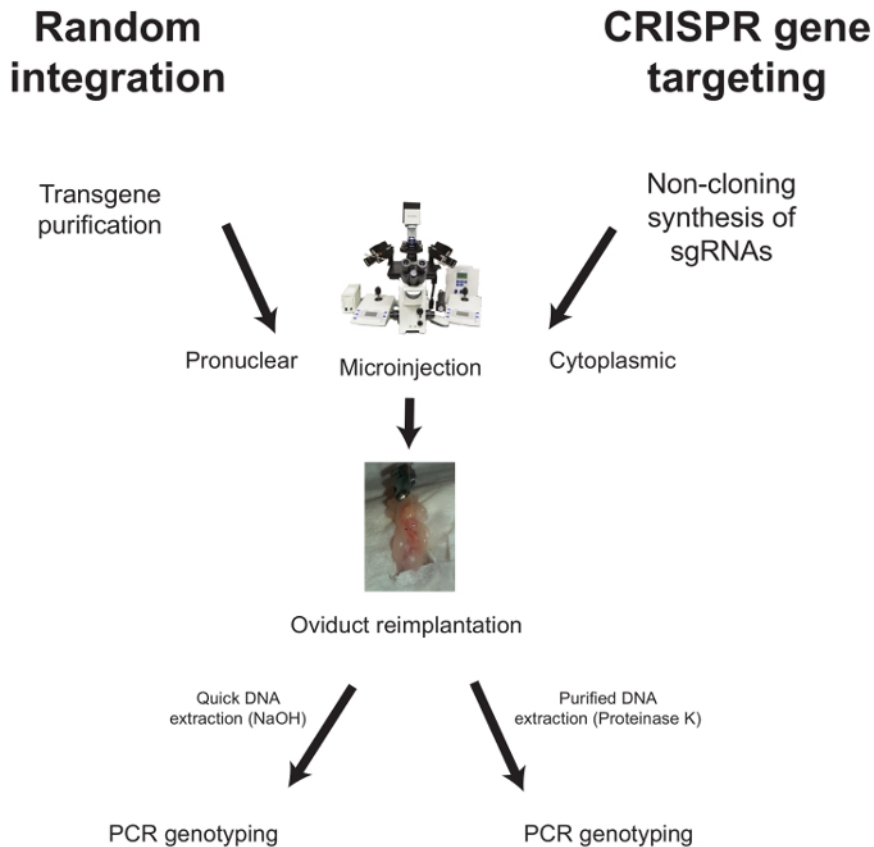 Random
integration
CRISPR gene
targeting
Transgene
purification
Non-cloning
synthesis of
sgRNAs
Pronuclear
Microinjection
Cytoplasmic
Oviduct reimplantation
Quick DNA
extraction (NaOH)
Purified DNA
extraction (Proteinase K)
PCR genotyping
PCR genotyping